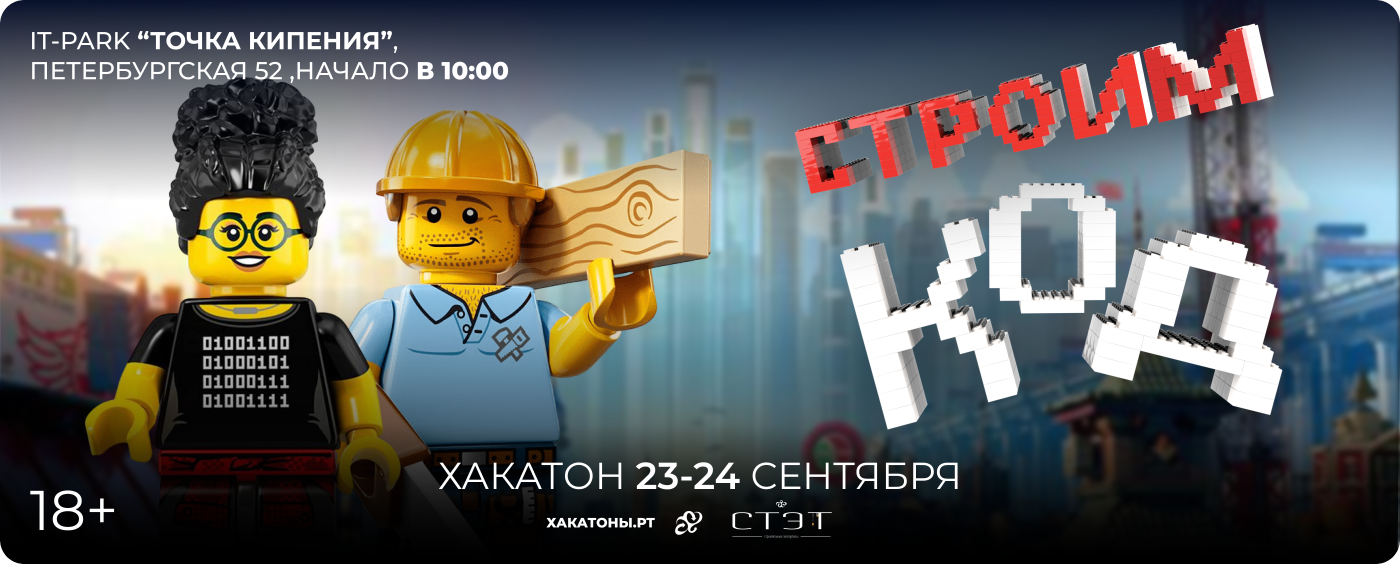 IT-PARK “ТОЧКА КИПЕНИЯ”,
ПЕТЕРБУРГСКАЯ 52 ,НАЧАЛО В 10:00
СТРОИМ
КОД
01001100
01000101
01000111
01001111
ХАКАТОН 23-24 СЕНТЯБРЯ
18+
ХАКАТОНЫ.РТ
СТЭТ